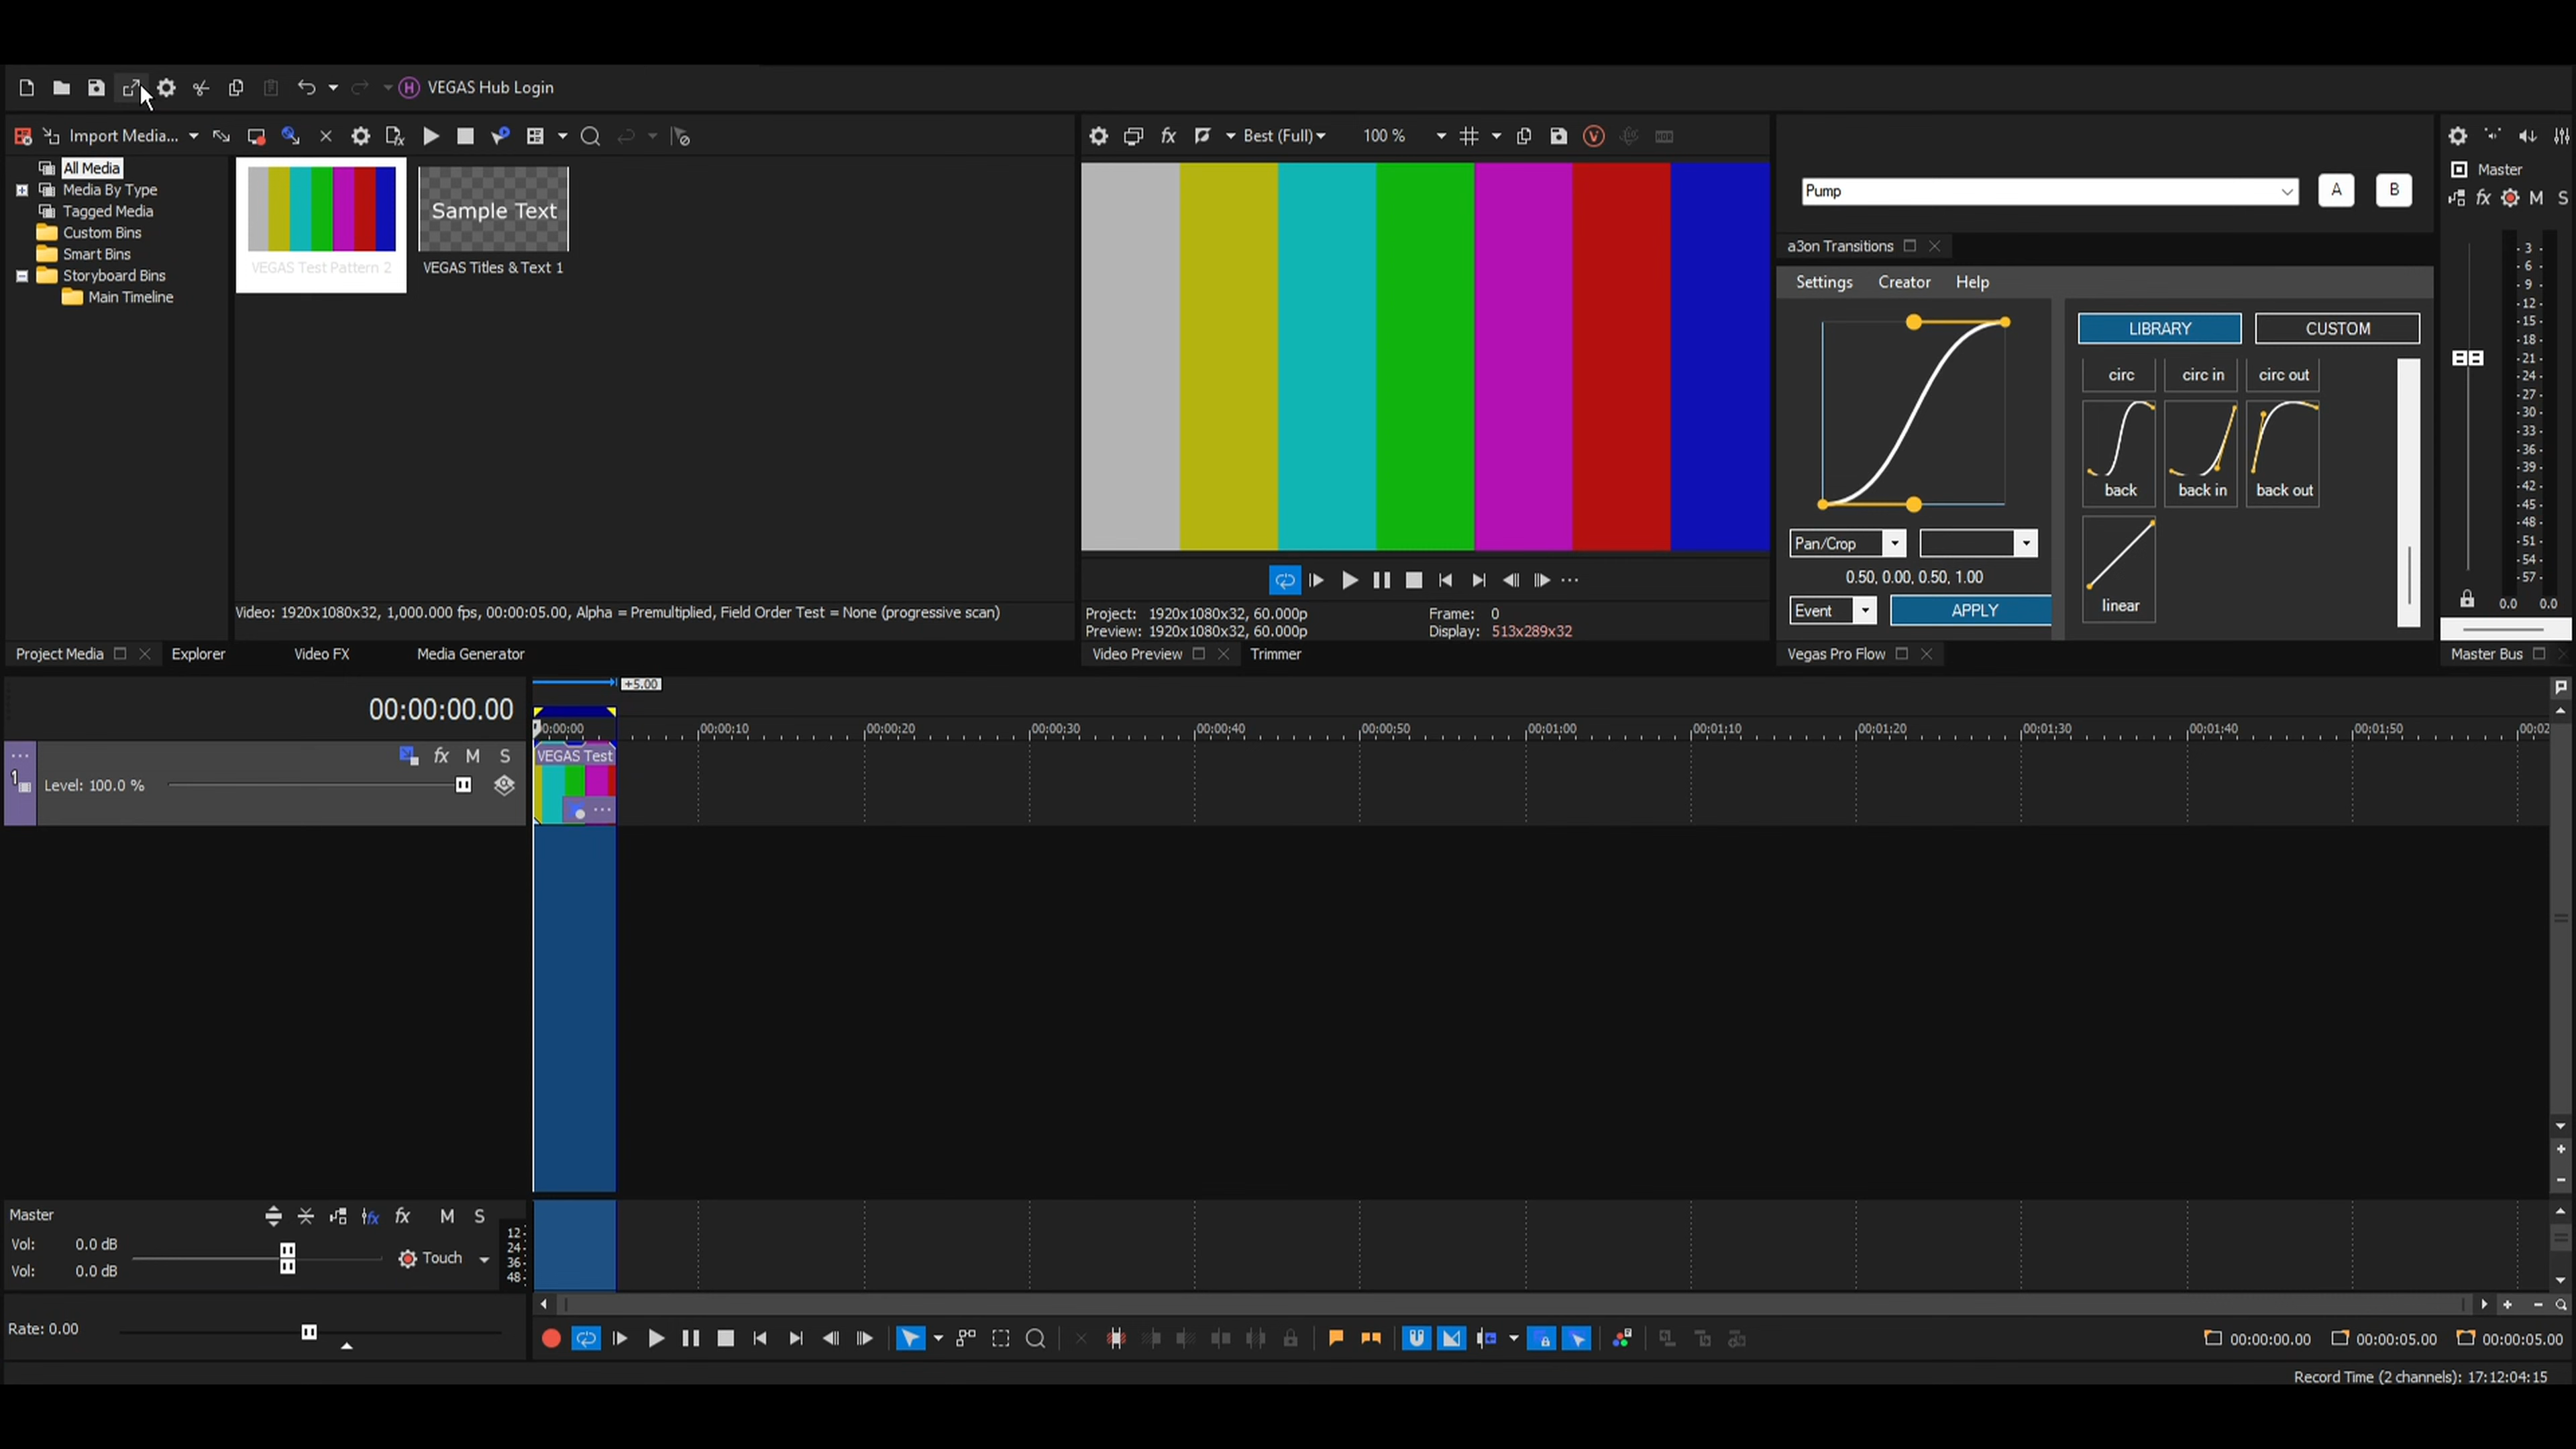 VEGAS Hub Login
Import Media...
Best (Full)
100 %
All Media
Media By Type
Tagged Media
Custom Bins
Smart Bins
Storyboard Bins
Main Timeline
Sample Text
VEGAS Test Pattern 2
VEGAS Titles & Text 1
Video: 1920x1080x32, 1,000.000 fps, 00:00:05.00, Alpha = Premultiplied, Field Order Test = None (progressive scan)
Project: 1920x1080x32, 60.000p
Frame: 0
Preview: 1920x1080x32, 60.000p
Display: 513x289x32
Pump
A
B
a3on Transitions
Settings Creator Help
LIBRARY
CUSTOM
circ
circ in
circ out
back
back in
back out
linear
Pan/Crop
0.50, 0.00, 0.50, 1.00
Event
APPLY
Master
fx M S
3
6
9
12
15
18
21
24
27
30
33
36
39
42
45
48
51
54
57
0.0 0.0
Project Media
Explorer
Video FX
Media Generator
Video Preview
Trimmer
Vegas Pro Flow
Master Bus
00:00:00.00
+5.00
00:00:10
00:00:20
00:00:30
00:00:40
00:00:50
00:01:00
00:01:10
00:01:20
00:01:30
00:01:40
00:01:50
1
fx M S
Level: 100.0 %
VEGAS Test
Master
fx fx M S
Vol: 0.0 dB
Vol: 0.0 dB
Touch
12
24
36
48
Rate: 0.00
00:00:00.00
00:00:05.00
00:00:05.00
Record Time (2 channels): 17:12:04:15